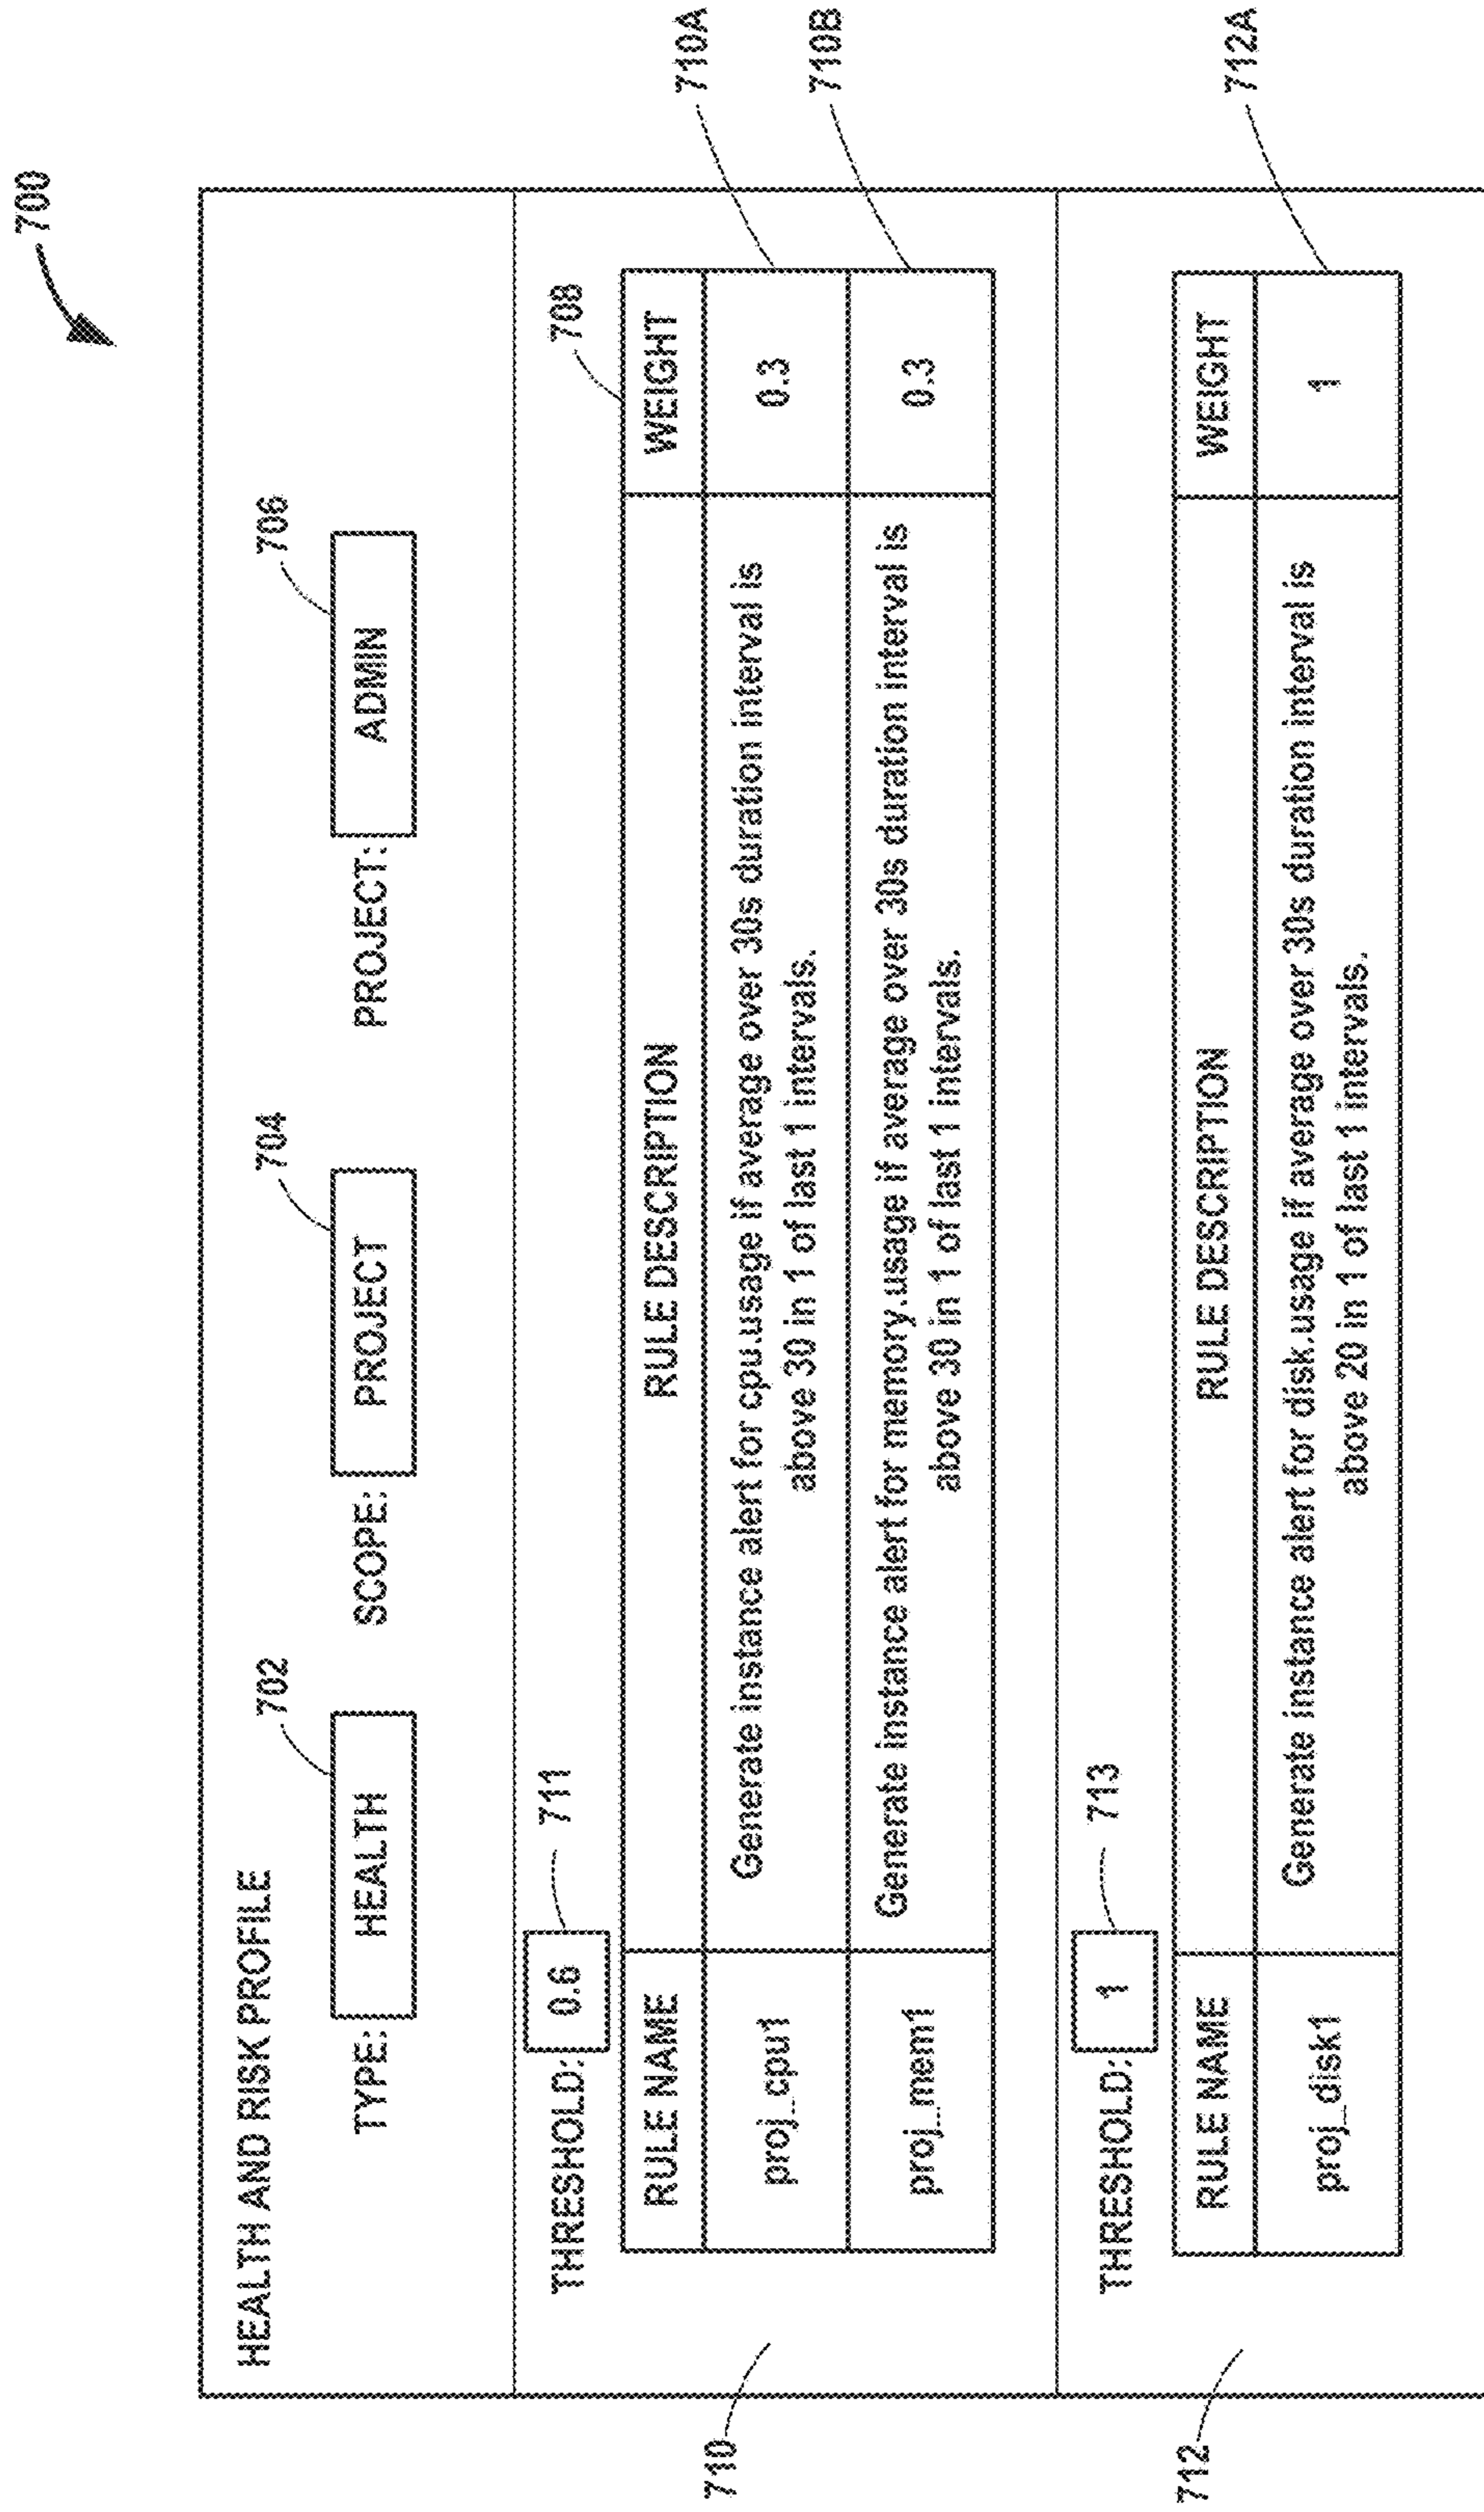 700
HEALTH AND RISK PROFILE
702
704
706
TYPE: HEALTH SCOPE: PROJECT PROJECT: ADMIN
710
THRESHOLD: 0.6
711
708
RULE NAME RULE DESCRIPTION WEIGHT
proj_cpu1 Generate instance alert for cpu.usage if average over 30s duration interval is
above 30 in 1 of last 1 intervals. 0.3
710A
proj_mem1 Generate instance alert for memory.usage if average over 30s duration interval is
above 30 in 1 of last 1 intervals. 0.3
710B
712
THRESHOLD: 1
713
RULE NAME RULE DESCRIPTION WEIGHT
proj_disk1 Generate instance alert for disk.usage if average over 30s duration interval is
above 20 in 1 of last 1 intervals. 1
712A